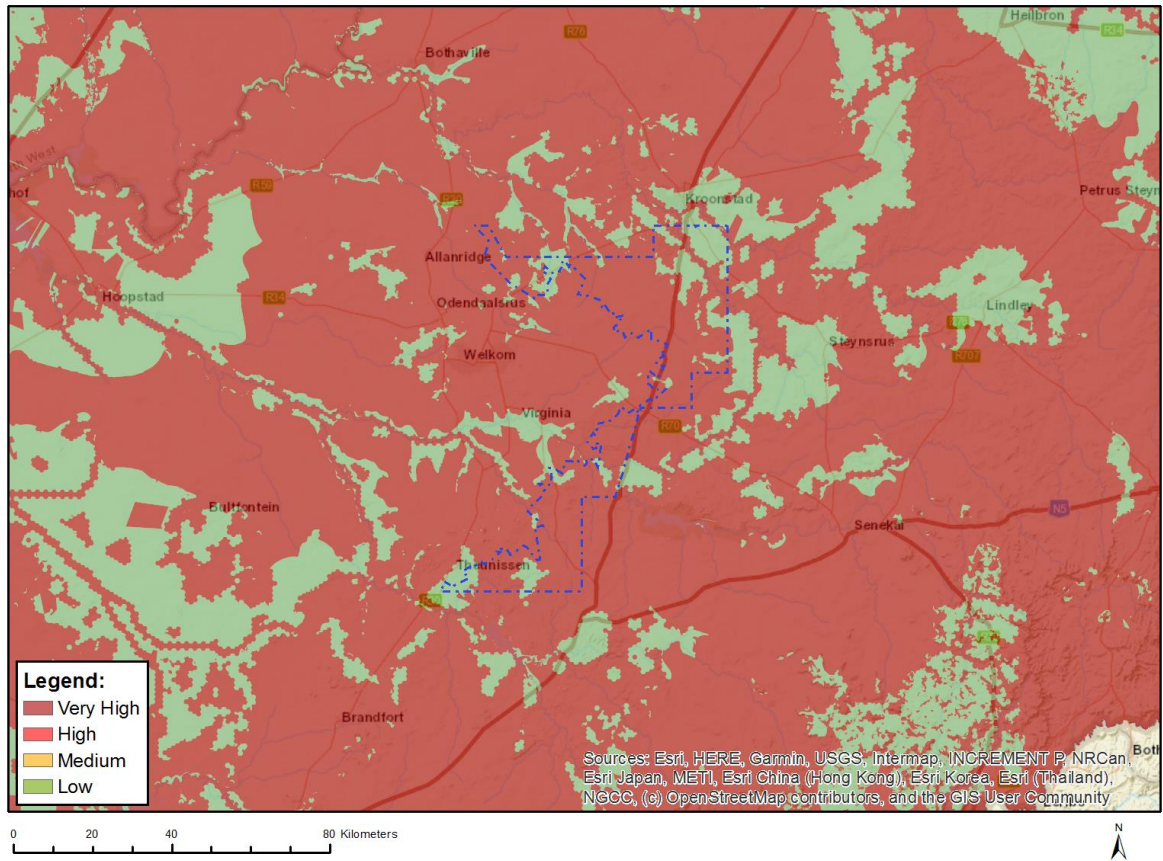 Heilbron
R34
R76
Bothaville
West
hof
R59
Kroonstad
Petrus Steyn
Allanridge
Hoopstad
R34
Odendaalsrus
Lindley
Welkom
Steynsrus
R707
Virginia
R70
Bultfontein
N5
Senekal
Theunissen
Brandfort
Both
Legend:
Very High
High
Medium
Low
Sources: Esri, HERE, Garmin, USGS, Intermap, INCREMENT P, NRCan,
Esri Japan, METI, Esri China (Hong Kong), Esri Korea, Esri (Thailand),
NGCC, (c) OpenStreetMap contributors, and the GIS User Community
0 20 40 80 Kilometers
N